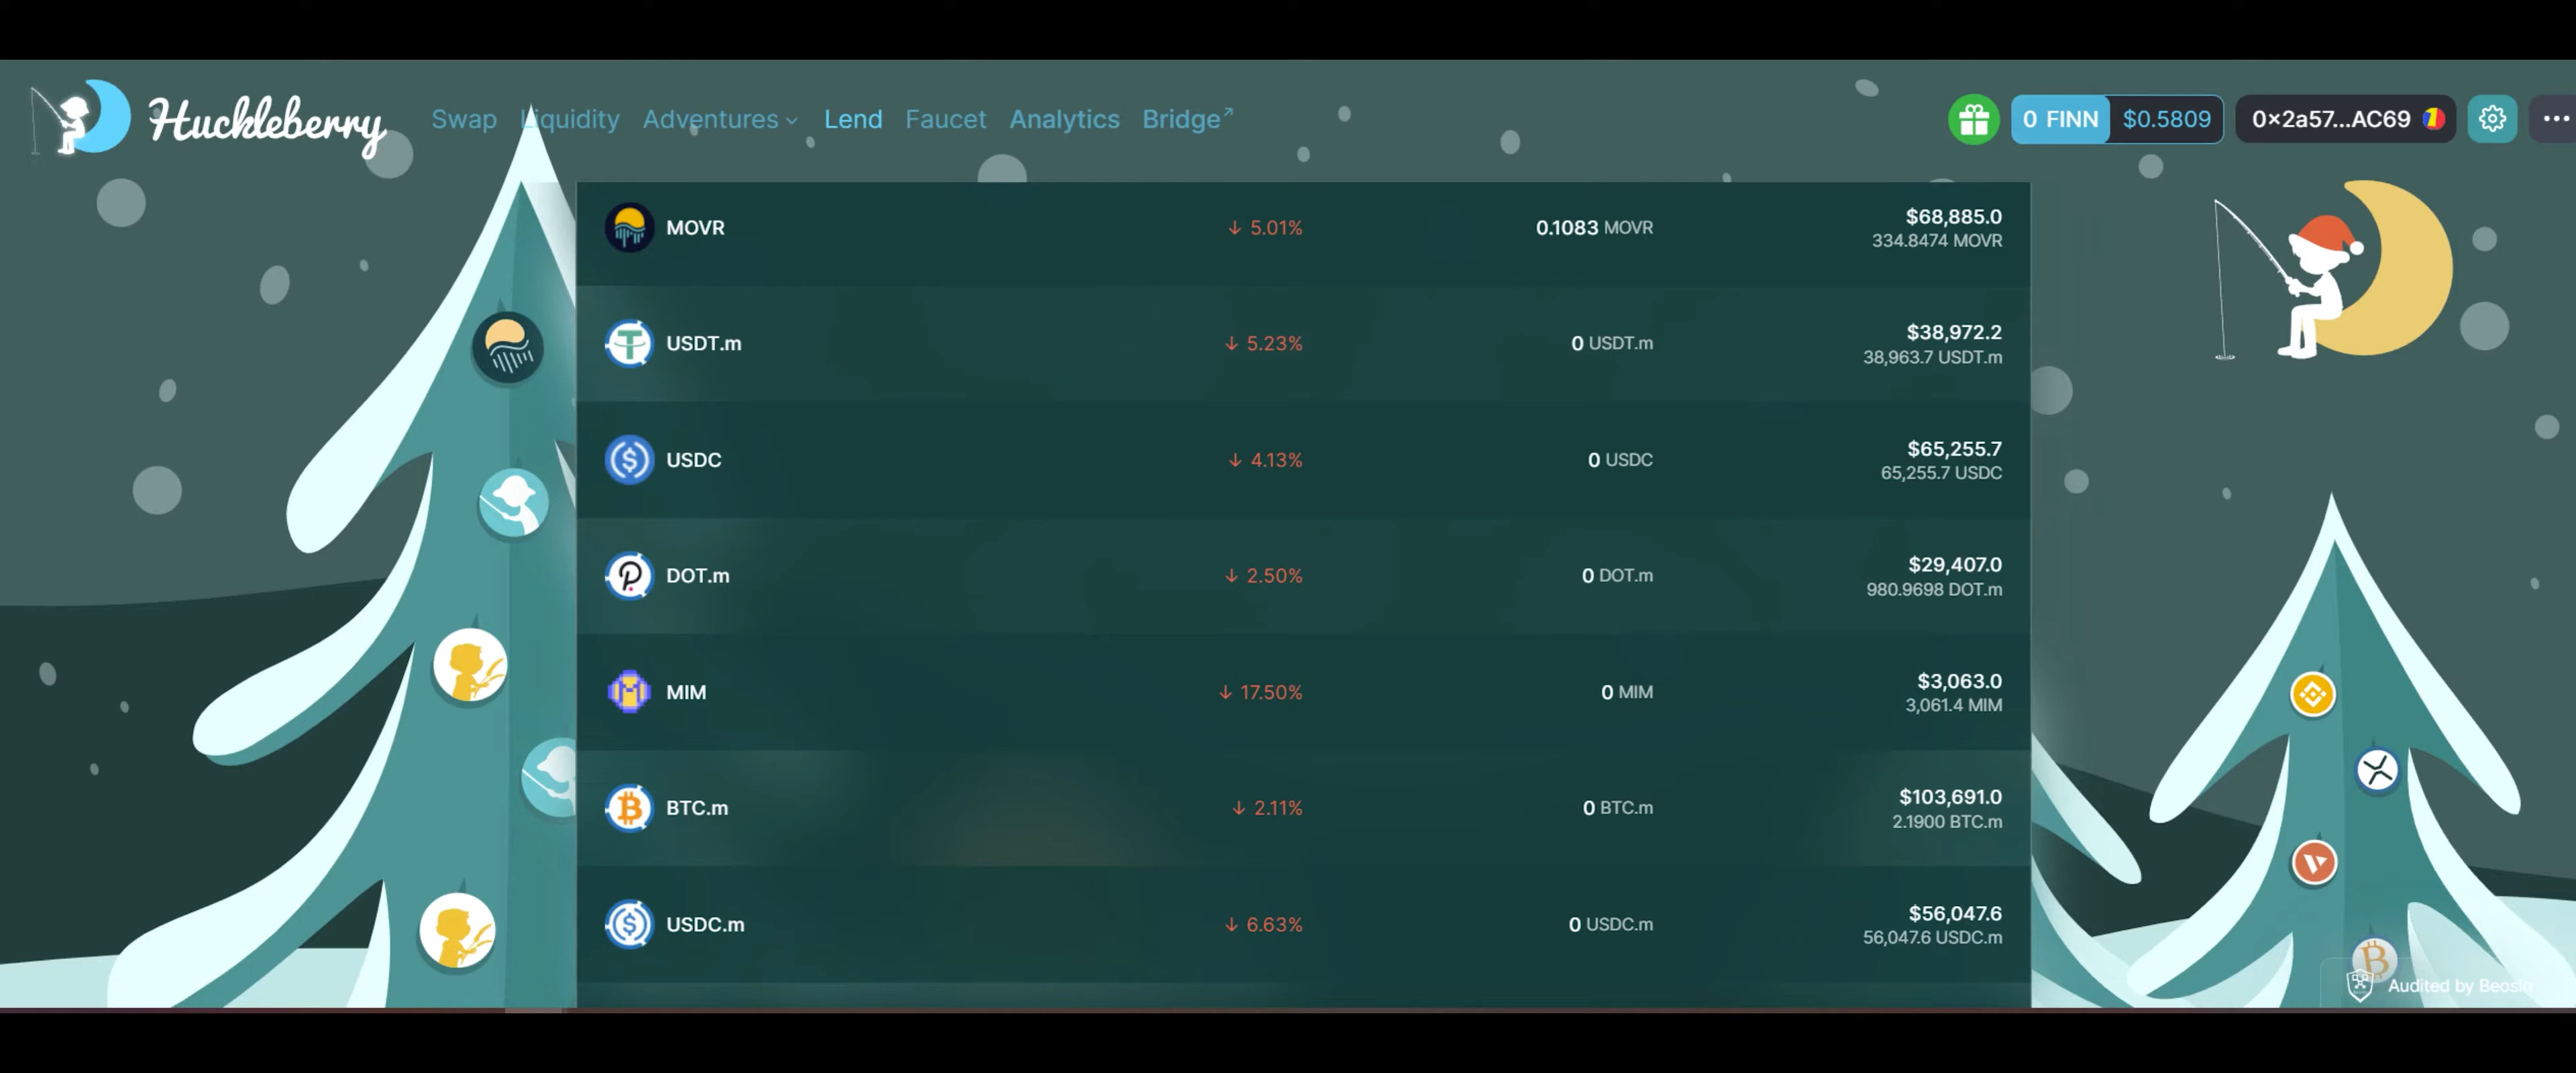 Huckleberry Swap Liquidity Adventures Lend Faucet Analytics Bridge↗ 0 FINN $0.5809 0×2a57...AC69 ...
MOVR ↓ 5.01% 0.1083 MOVR $68,885.0
334.8474 MOVR
USDT.m ↓ 5.23% 0 USDT.m $38,972.2
38,963.7 USDT.m
USDC ↓ 4.13% 0 USDC $65,255.7
65,255.7 USDC
DOT.m ↓ 2.50% 0 DOT.m $29,407.0
980.9698 DOT.m
MIM ↓ 17.50% 0 MIM $3,063.0
3,061.4 MIM
BTC.m ↓ 2.11% 0 BTC.m $103,691.0
2.1900 BTC.m
USDC.m ↓ 6.63% 0 USDC.m $56,047.6
56,047.6 USDC.m
Audited by Beosin